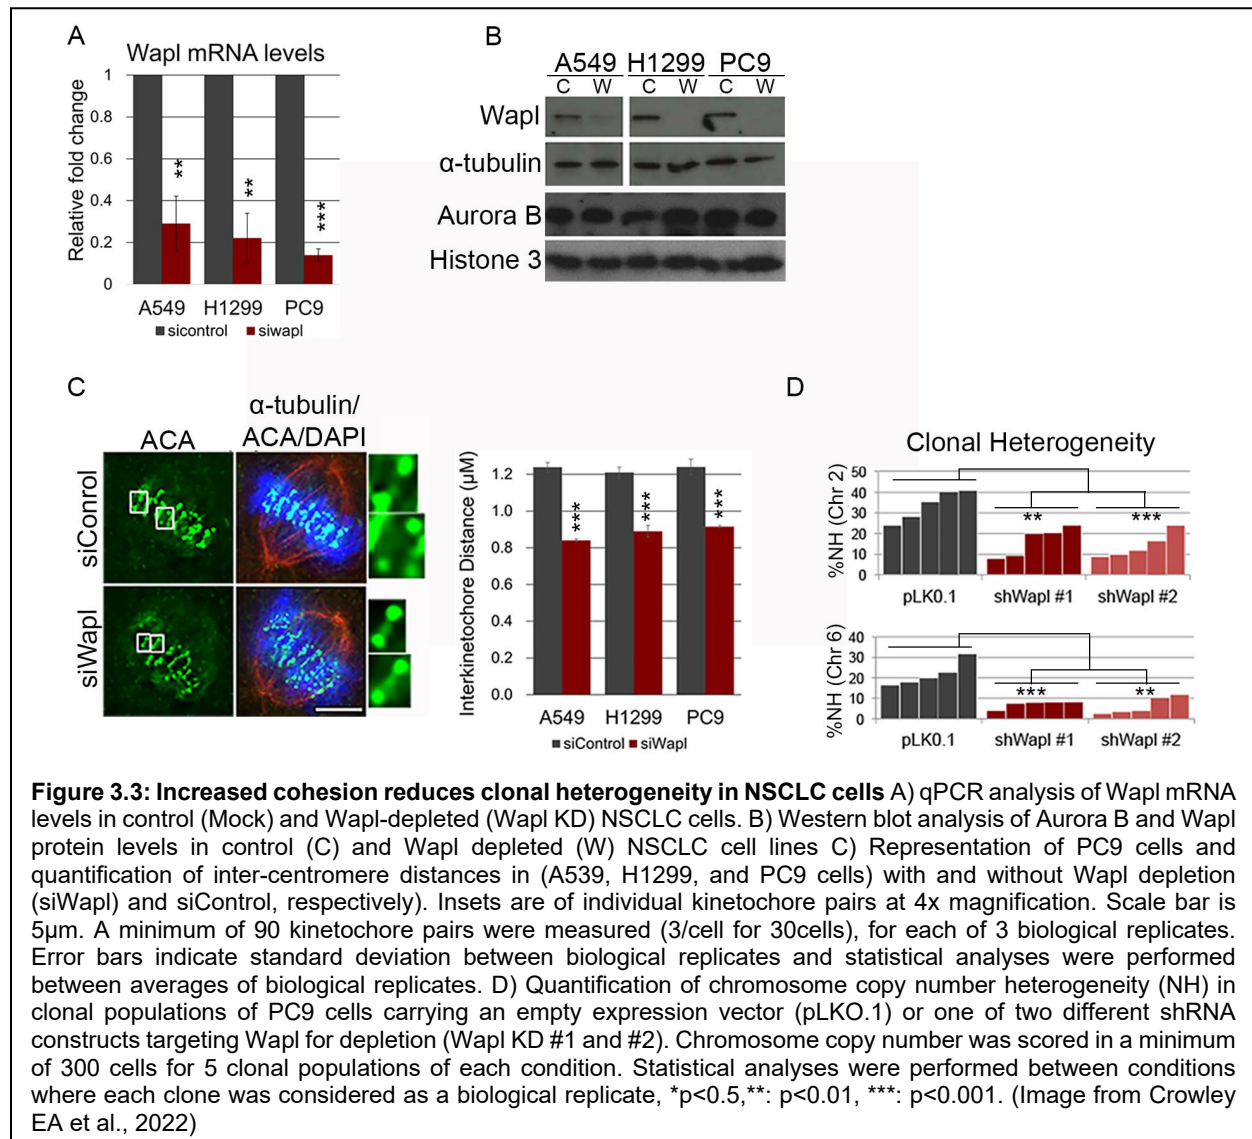 A
Wapl mRNA levels
Relative fold change
1
0.8
0.6
0.4
0.2
0
**
**
***
A549 H1299 PC9
sicontrol siwapl
B
A549 H1299 PC9
C W C W C W
Wapl
α-tubulin
Aurora B
Histone 3
C
ACA
α-tubulin/
ACA/DAPI
siControl
siWapl
Interkinetochore Distance (µM)
1.2
1.0
0.8
0.6
0.4
0.2
0.0
***
***
***
A549 H1299 PC9
siControl siWapl
D
Clonal Heterogeneity
%NH (Chr 2)
50
40
30
20
10
0
** ***
pLK0.1 shWapl #1 shWapl #2
%NH (Chr 6)
40
30
20
10
0
*** **
pLK0.1 shWapl #1 shWapl #2
Figure 3.3: Increased cohesion reduces clonal heterogeneity in NSCLC cells A) qPCR analysis of Wapl mRNA
levels in control (Mock) and Wapl-depleted (Wapl KD) NSCLC cells. B) Western blot analysis of Aurora B and Wapl
protein levels in control (C) and Wapl depleted (W) NSCLC cell lines C) Representation of PC9 cells and
quantification of inter-centromere distances in (A539, H1299, and PC9 cells) with and without Wapl depletion
(siWapl) and siControl, respectively). Insets are of individual kinetochore pairs at 4x magnification. Scale bar is
5µm. A minimum of 90 kinetochore pairs were measured (3/cell for 30cells), for each of 3 biological replicates.
Error bars indicate standard deviation between biological replicates and statistical analyses were performed
between averages of biological replicates. D) Quantification of chromosome copy number heterogeneity (NH) in
clonal populations of PC9 cells carrying an empty expression vector (pLKO.1) or one of two different shRNA
constructs targeting Wapl for depletion (Wapl KD #1 and #2). Chromosome copy number was scored in a minimum
of 300 cells for 5 clonal populations of each condition. Statistical analyses were performed between conditions
where each clone was considered as a biological replicate, *p<0.5,**: p<0.01, ***: p<0.001. (Image from Crowley
EA et al., 2022)